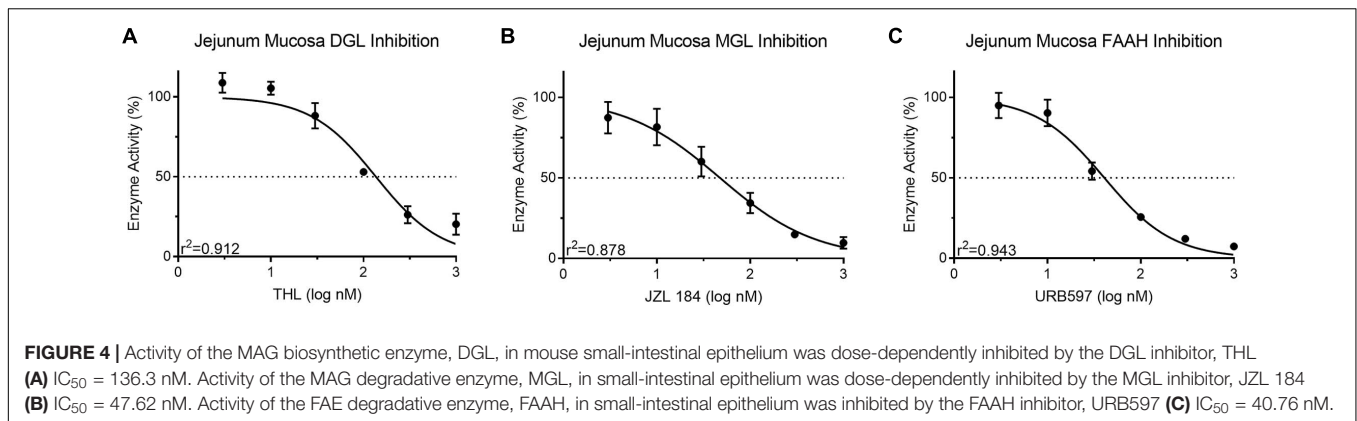 A
Jejunum Mucosa DGL Inhibition
Enzyme Activity (%)
100
50
0
r²=0.912
0 1 2 3
THL (log nM)
B
Jejunum Mucosa MGL Inhibition
Enzyme Activity (%)
100
50
0
r²=0.878
0 1 2 3
JZL 184 (log nM)
C
Jejunum Mucosa FAAH Inhibition
Enzyme Activity (%)
100
50
0
r²=0.943
0 1 2 3
URB597 (log nM)
FIGURE 4 | Activity of the MAG biosynthetic enzyme, DGL, in mouse small-intestinal epithelium was dose-dependently inhibited by the DGL inhibitor, THL
(A) IC₅₀ = 136.3 nM. Activity of the MAG degradative enzyme, MGL, in small-intestinal epithelium was dose-dependently inhibited by the MGL inhibitor, JZL 184
(B) IC₅₀ = 47.62 nM. Activity of the FAE degradative enzyme, FAAH, in small-intestinal epithelium was inhibited by the FAAH inhibitor, URB597 (C) IC₅₀ = 40.76 nM.